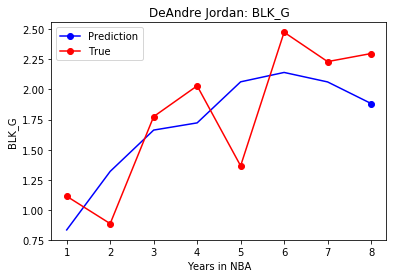 DeAndre Jordan: BLK_G
Prediction
True
2.50
2.25
2.00
1.75
1.50
1.25
1.00
0.75
BLK_G
1 2 3 4 5 6 7 8
Years in NBA